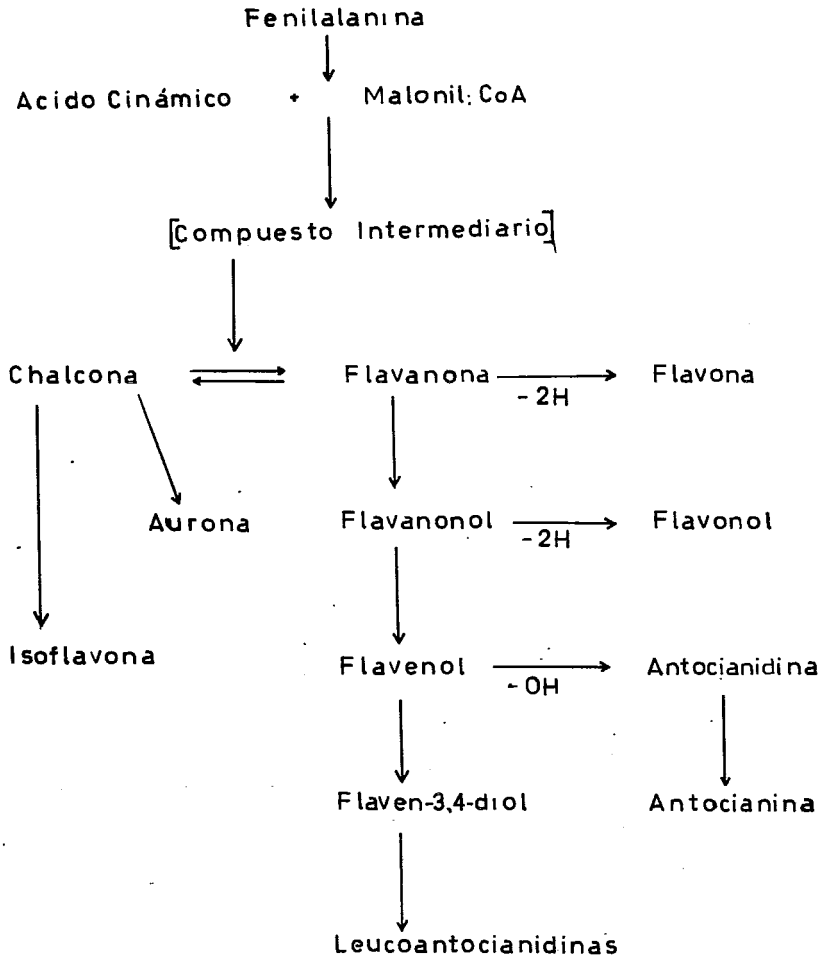 Fenilalanina
Acido Cinámico + Malonil:CoA
[Compuesto Intermediario]
Chalcona Flavanona Flavona
- 2H
Aurona Flavanonol Flavonol
- 2H
Isoflavona Flavenol Antocianidina
- OH
Flaven-3,4-diol Antocianina
Leucoantocianidinas